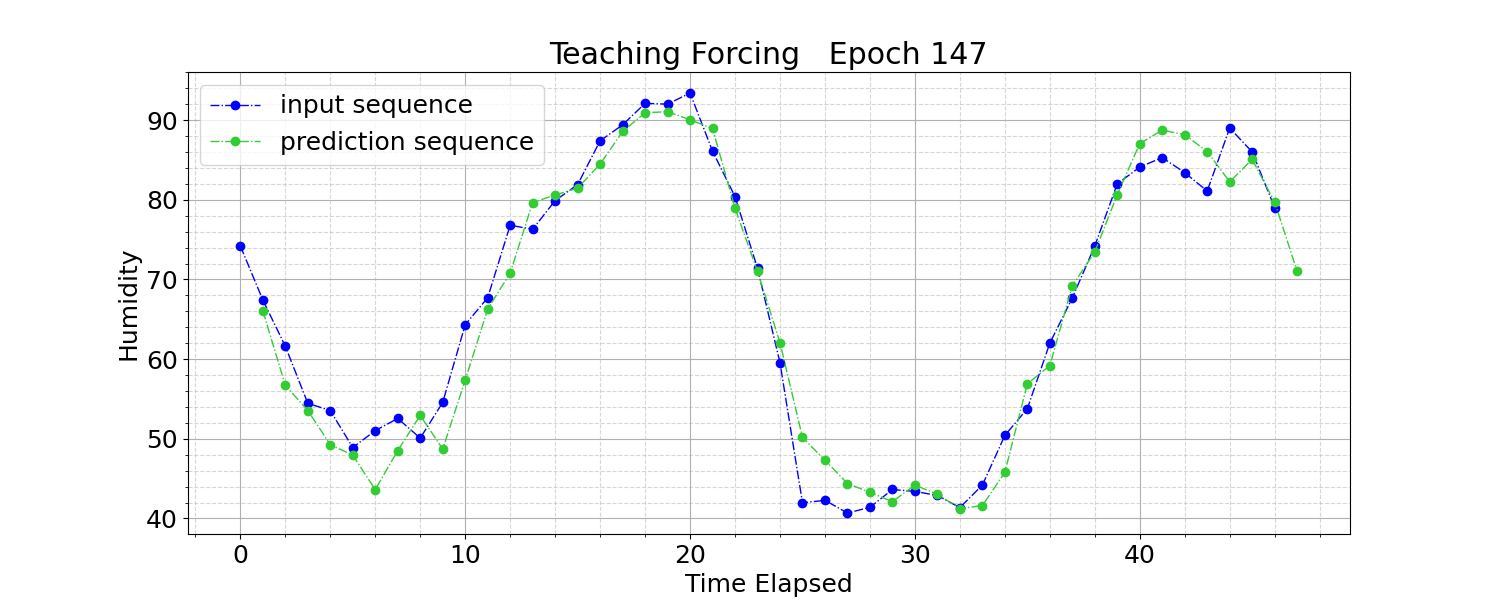 Teaching Forcing   Epoch 147
input sequence
prediction sequence
90
80
70
60
50
40
Humidity
0 10 20 30 40
Time Elapsed